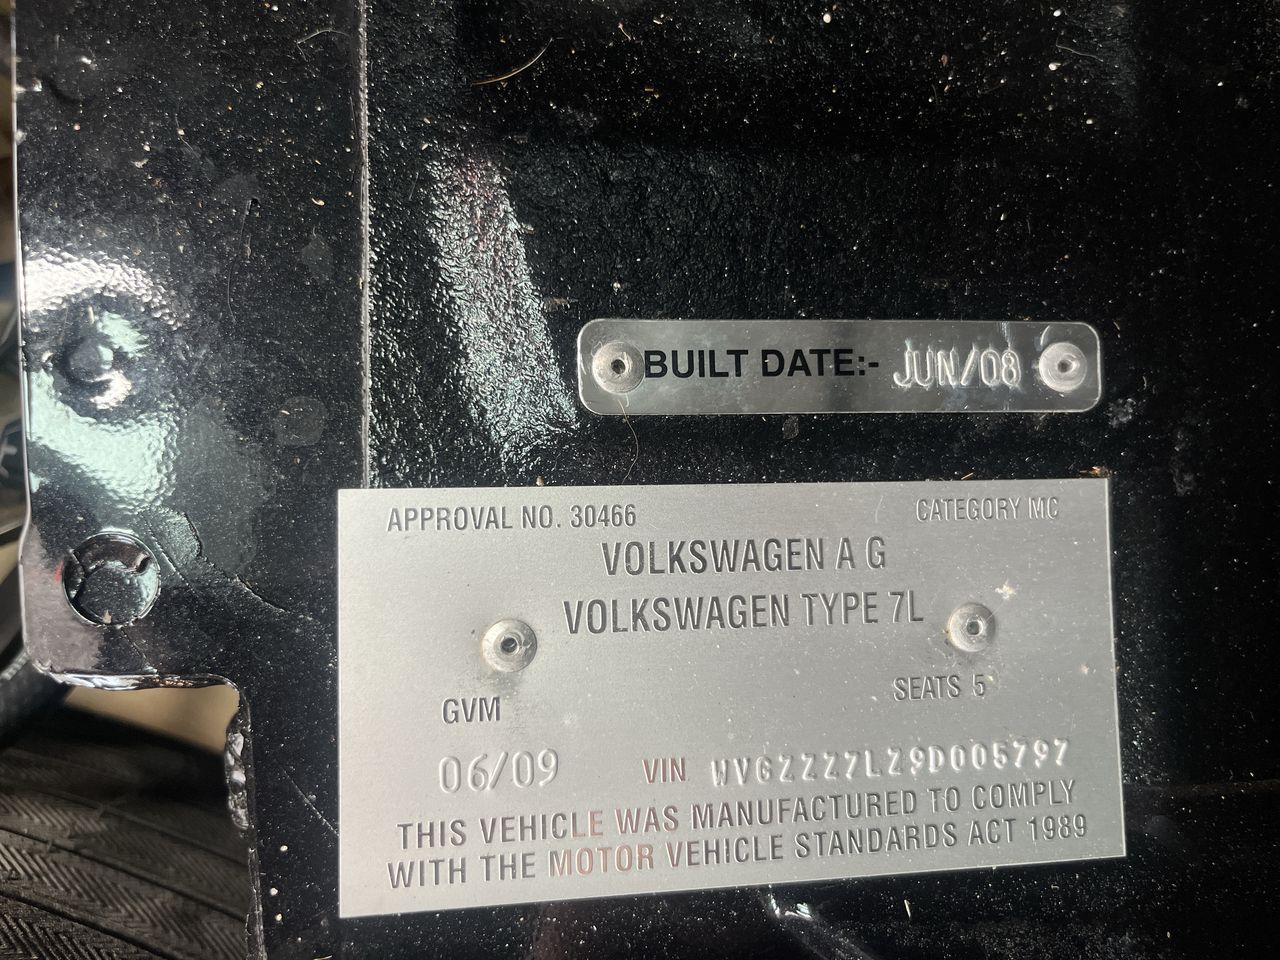 BUILT DATE:- JUN/08
APPROVAL NO. 30466 CATEGORY MC
VOLKSWAGEN A G
VOLKSWAGEN TYPE 7L
SEATS 5
GVM
06/09 VIN WVGZZZ7LZ9D005797
THIS VEHICLE WAS MANUFACTURED TO COMPLY
WITH THE MOTOR VEHICLE STANDARDS ACT 1989